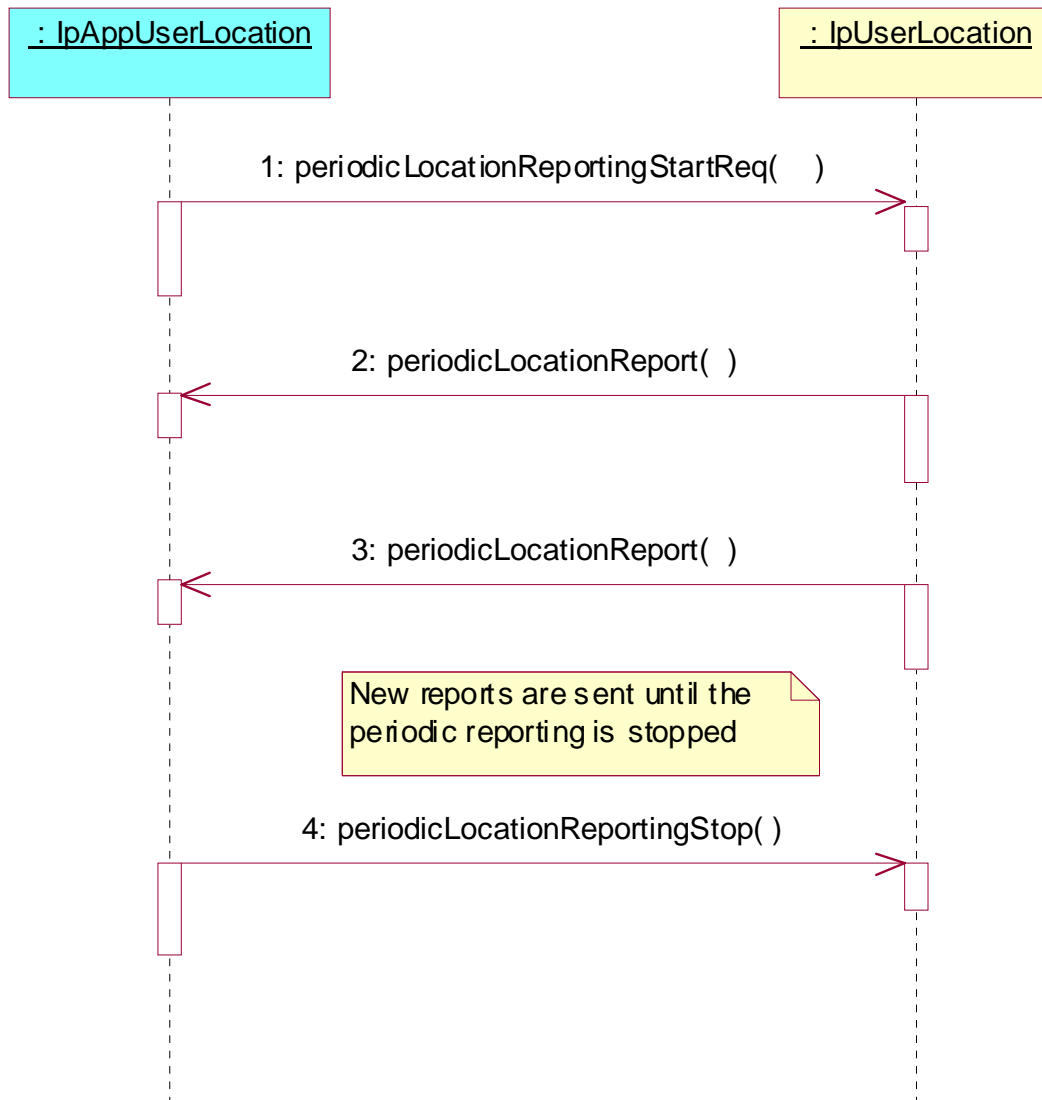 : IpAppUserLocation
: IpUserLocation
1: periodicLocationReportingStartReq( )
2: periodicLocationReport( )
3: periodicLocationReport( )
New reports are sent until the
periodic reporting is stopped
4: periodicLocationReportingStop( )